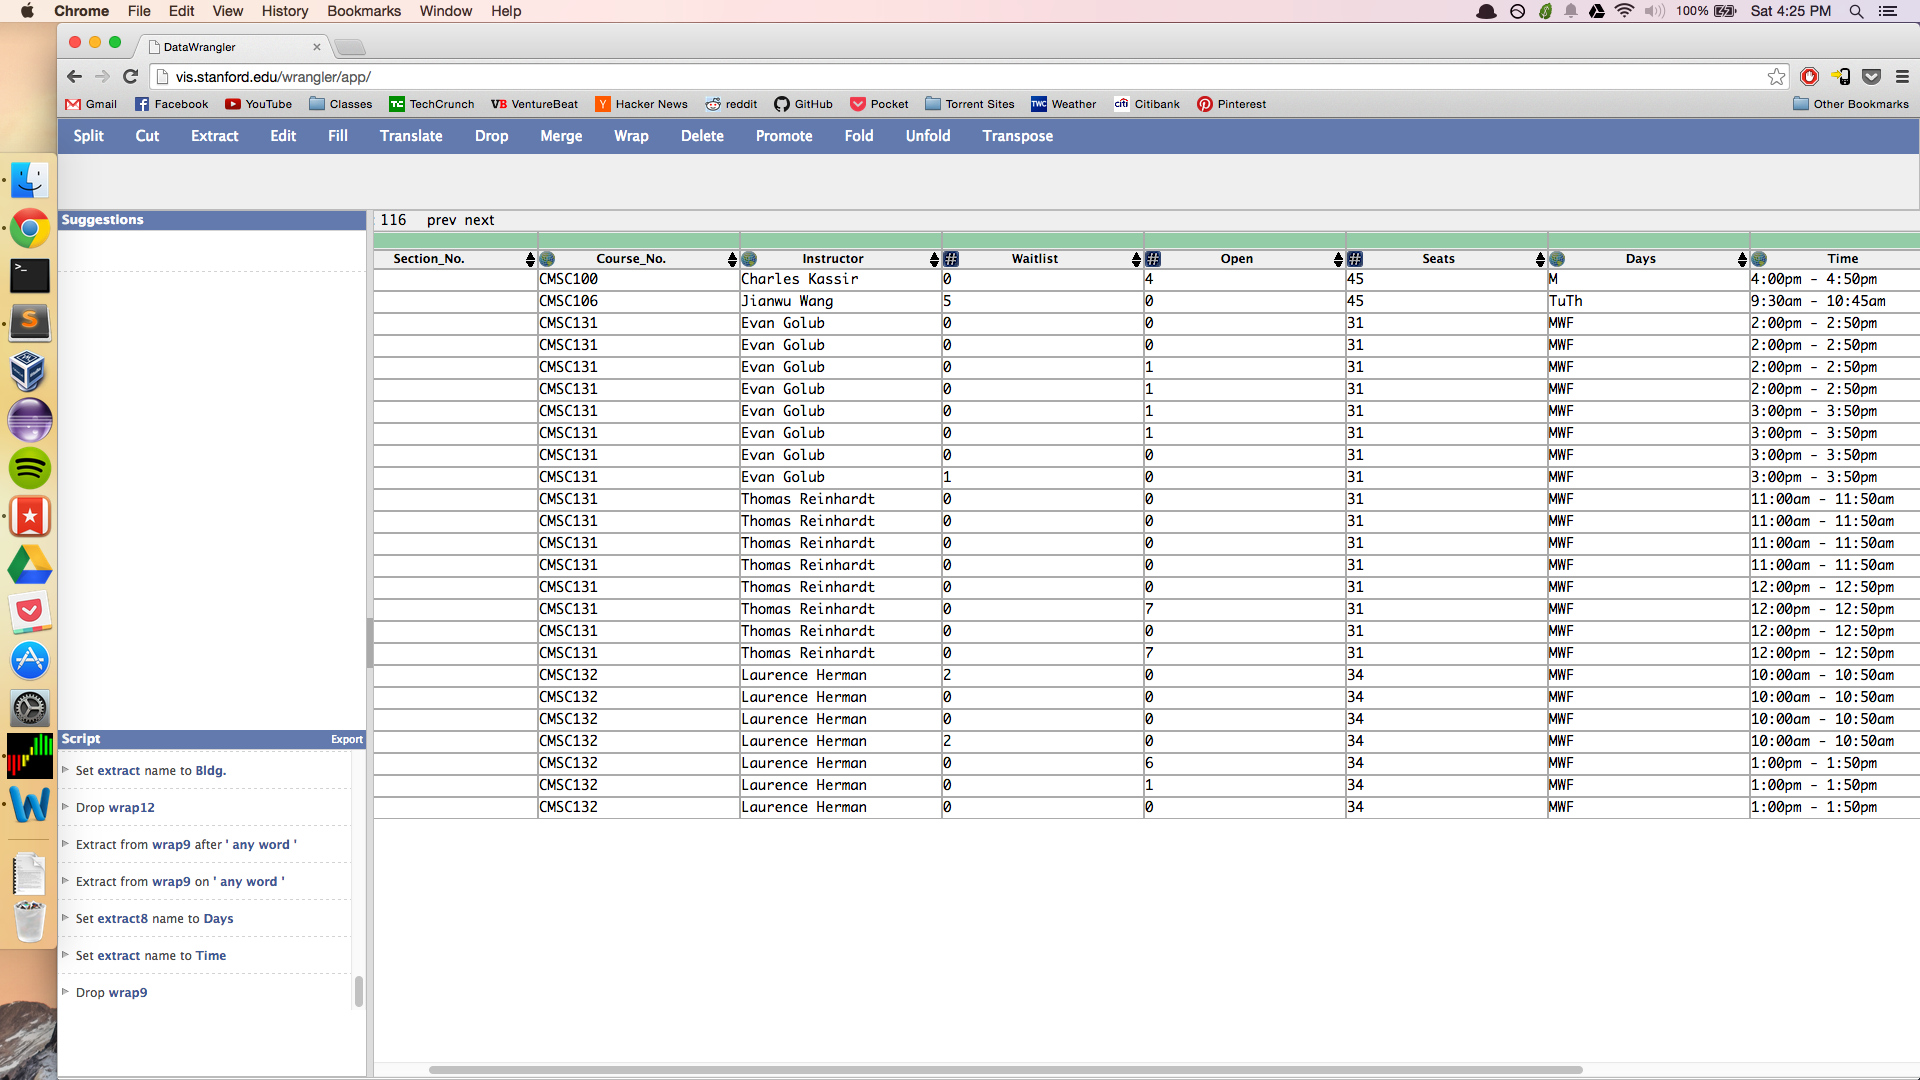 Chrome File Edit View History Bookmarks Window Help 100% Sat 4:25 PM
DataWrangler
vis.stanford.edu/wrangler/app/
Gmail Facebook YouTube Classes TechCrunch VentureBeat Hacker News reddit GitHub Pocket Torrent Sites Weather Citibank Pinterest Other Bookmarks
Split Cut Extract Edit Fill Translate Drop Merge Wrap Delete Promote Fold Unfold Transpose
Suggestions
116 prev next
Section_No. Course_No. Instructor # Waitlist # Open # Seats Days Time
CMSC100 Charles Kassir 0 4 45 M 4:00pm - 4:50pm
CMSC106 Jianwu Wang 5 0 45 TuTh 9:30am - 10:45am
CMSC131 Evan Golub 0 0 31 MWF 2:00pm - 2:50pm
CMSC131 Evan Golub 0 0 31 MWF 2:00pm - 2:50pm
CMSC131 Evan Golub 0 1 31 MWF 2:00pm - 2:50pm
CMSC131 Evan Golub 0 1 31 MWF 2:00pm - 2:50pm
CMSC131 Evan Golub 0 1 31 MWF 3:00pm - 3:50pm
CMSC131 Evan Golub 0 1 31 MWF 3:00pm - 3:50pm
CMSC131 Evan Golub 0 0 31 MWF 3:00pm - 3:50pm
CMSC131 Evan Golub 1 0 31 MWF 3:00pm - 3:50pm
CMSC131 Thomas Reinhardt 0 0 31 MWF 11:00am - 11:50am
CMSC131 Thomas Reinhardt 0 0 31 MWF 11:00am - 11:50am
CMSC131 Thomas Reinhardt 0 0 31 MWF 11:00am - 11:50am
CMSC131 Thomas Reinhardt 0 0 31 MWF 11:00am - 11:50am
CMSC131 Thomas Reinhardt 0 0 31 MWF 12:00pm - 12:50pm
CMSC131 Thomas Reinhardt 0 7 31 MWF 12:00pm - 12:50pm
CMSC131 Thomas Reinhardt 0 0 31 MWF 12:00pm - 12:50pm
CMSC131 Thomas Reinhardt 0 7 31 MWF 12:00pm - 12:50pm
CMSC132 Laurence Herman 2 0 34 MWF 10:00am - 10:50am
CMSC132 Laurence Herman 0 0 34 MWF 10:00am - 10:50am
CMSC132 Laurence Herman 0 0 34 MWF 10:00am - 10:50am
CMSC132 Laurence Herman 2 0 34 MWF 10:00am - 10:50am
CMSC132 Laurence Herman 0 6 34 MWF 1:00pm - 1:50pm
CMSC132 Laurence Herman 0 1 34 MWF 1:00pm - 1:50pm
CMSC132 Laurence Herman 0 0 34 MWF 1:00pm - 1:50pm
Script Export
Set extract name to Bldg.
Drop wrap12
Extract from wrap9 after ' any word '
Extract from wrap9 on ' any word '
Set extract8 name to Days
Set extract name to Time
Drop wrap9